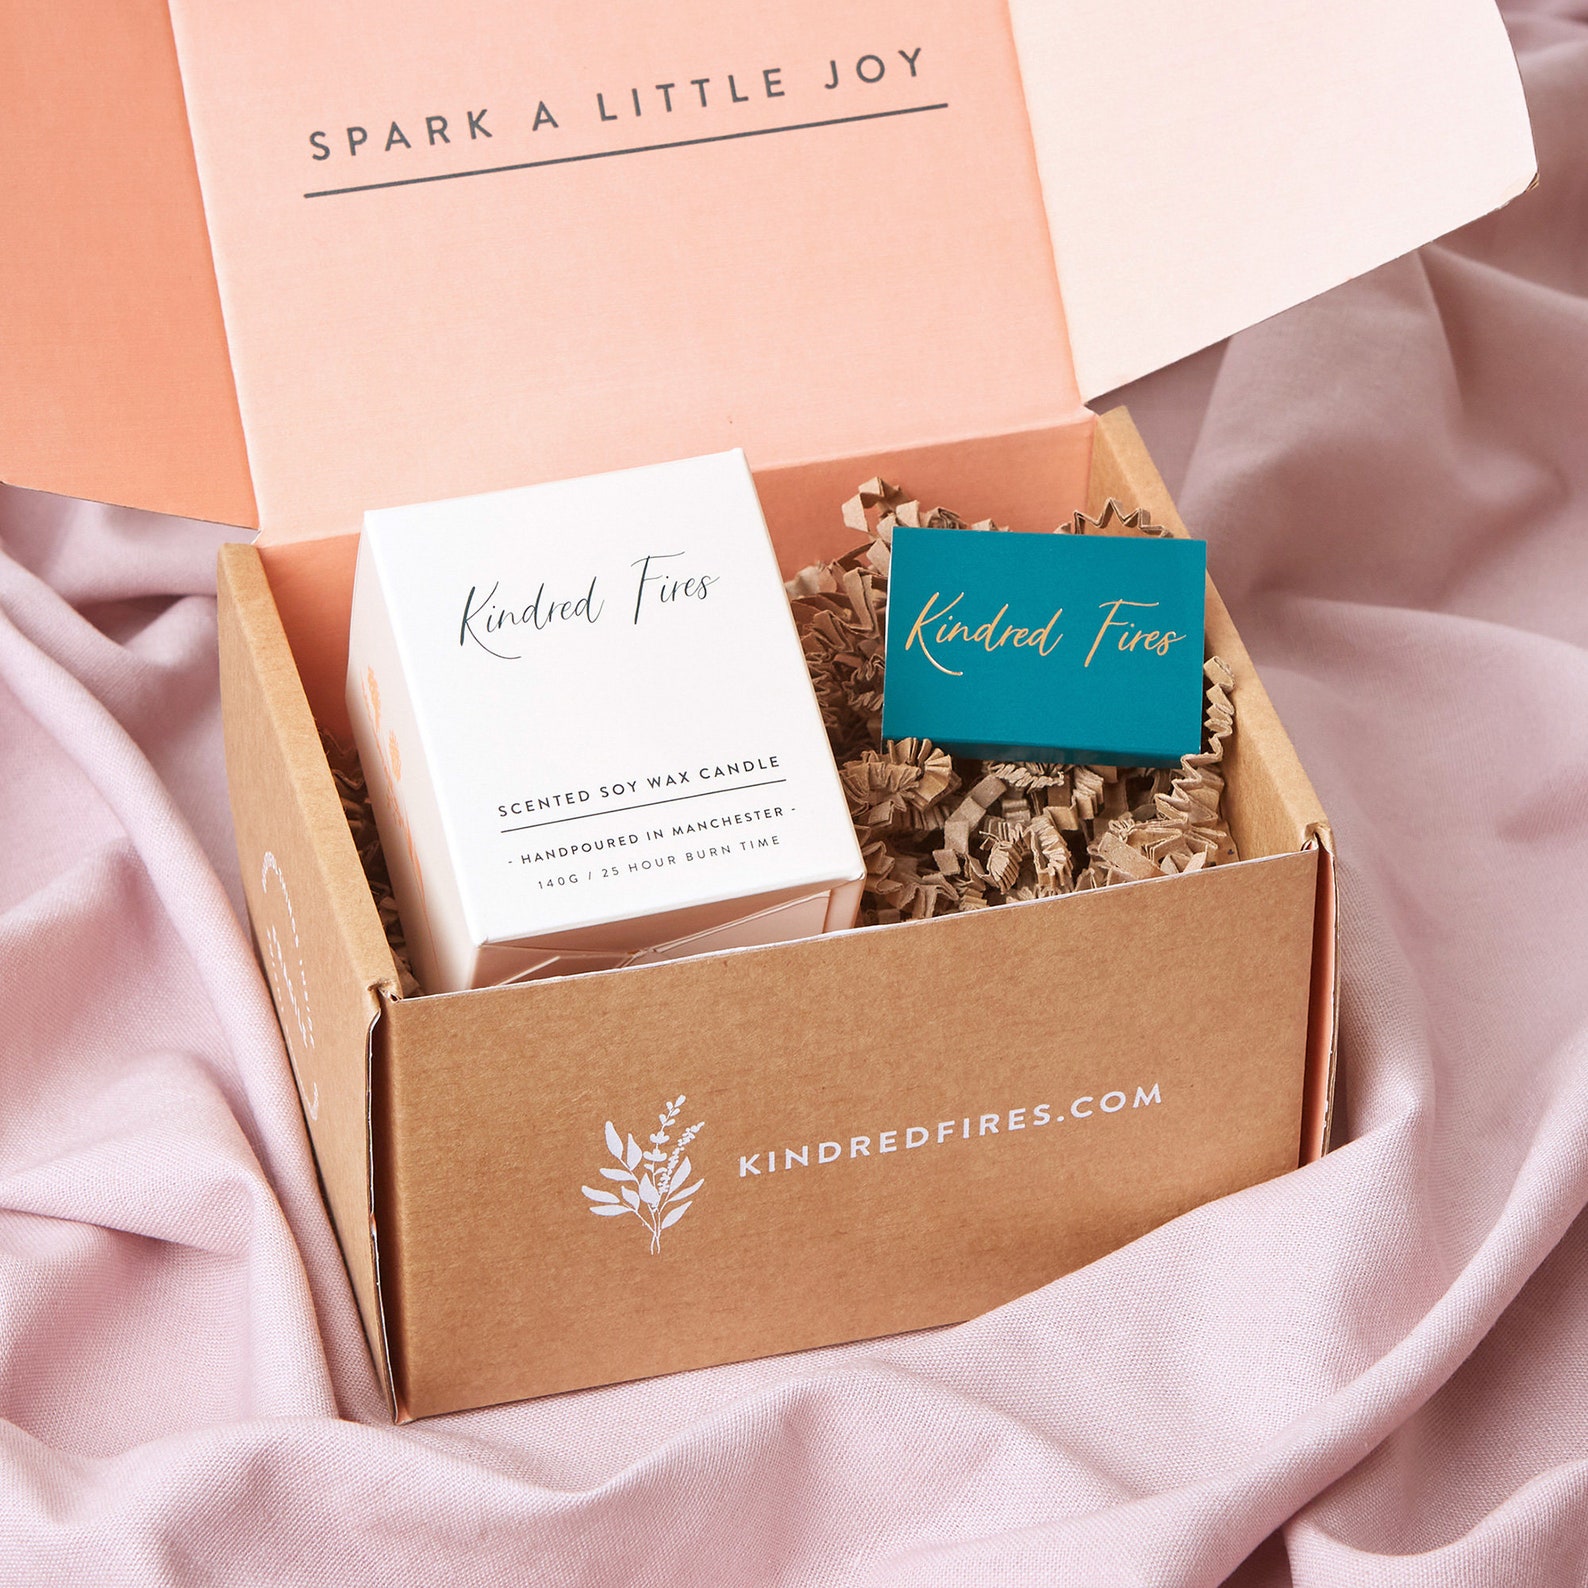 SPARK A LITTLE JOY
Kindred Fires
SCENTED SOY WAX CANDLE
- HANDPOURED IN MANCHESTER -
140G / 25 HOUR BURN TIME
Kindred Fires
KINDREDFIRES.COM